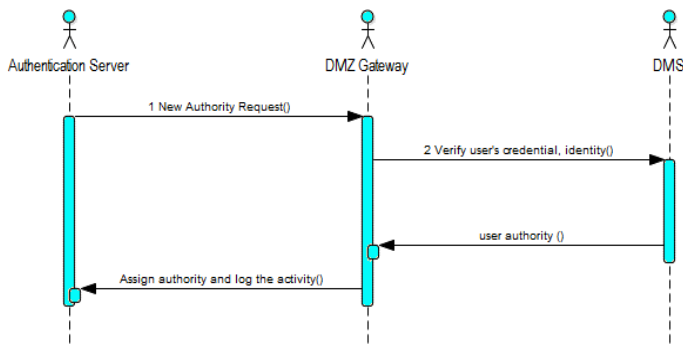 Authentication Server
DMZ Gateway
DMS
1 New Authority Request()
2 Verify user's credential, identity()
user authority ()
Assign authority and log the activity()